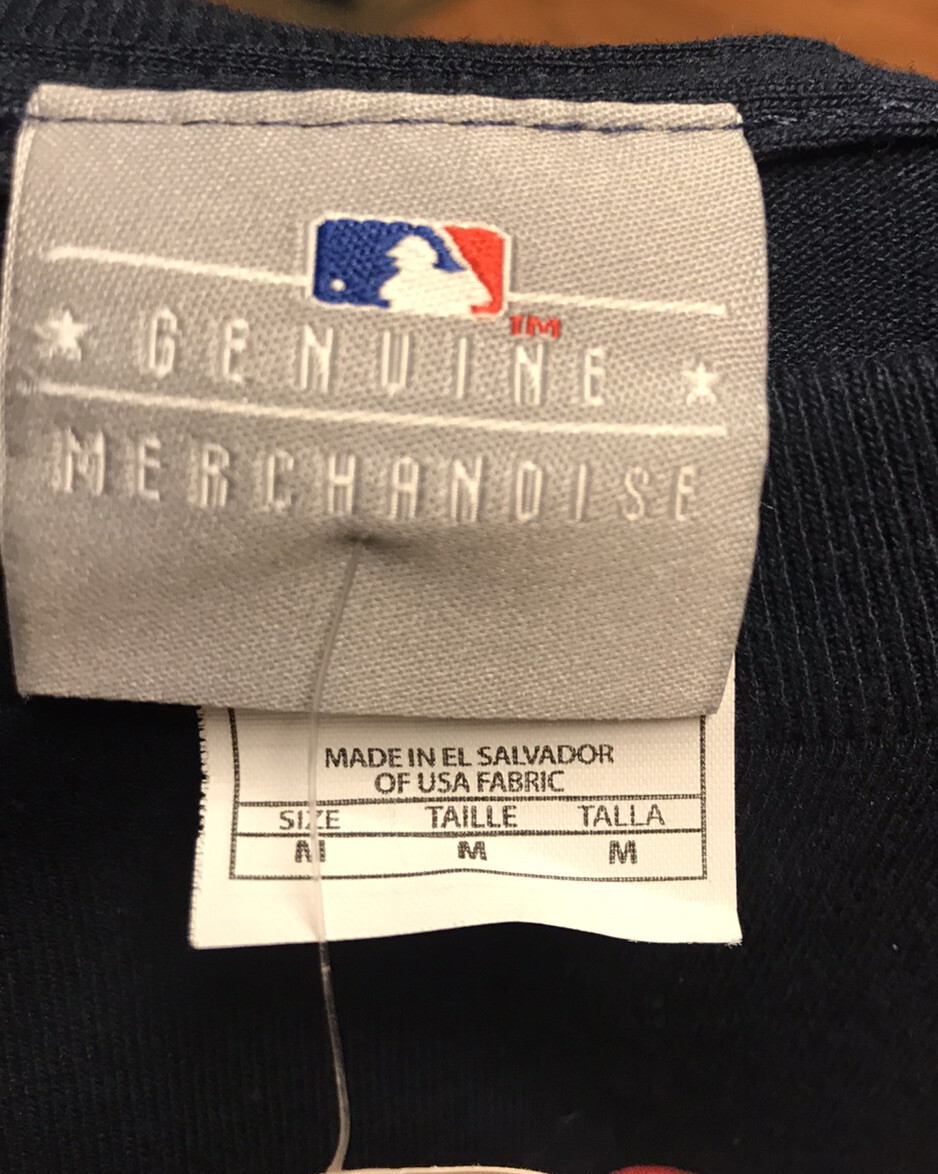 TM
GENUINE
MERCHANDISE
MADE IN EL SALVADOR
OF USA FABRIC
SIZE TAILLE TALLA
M M M